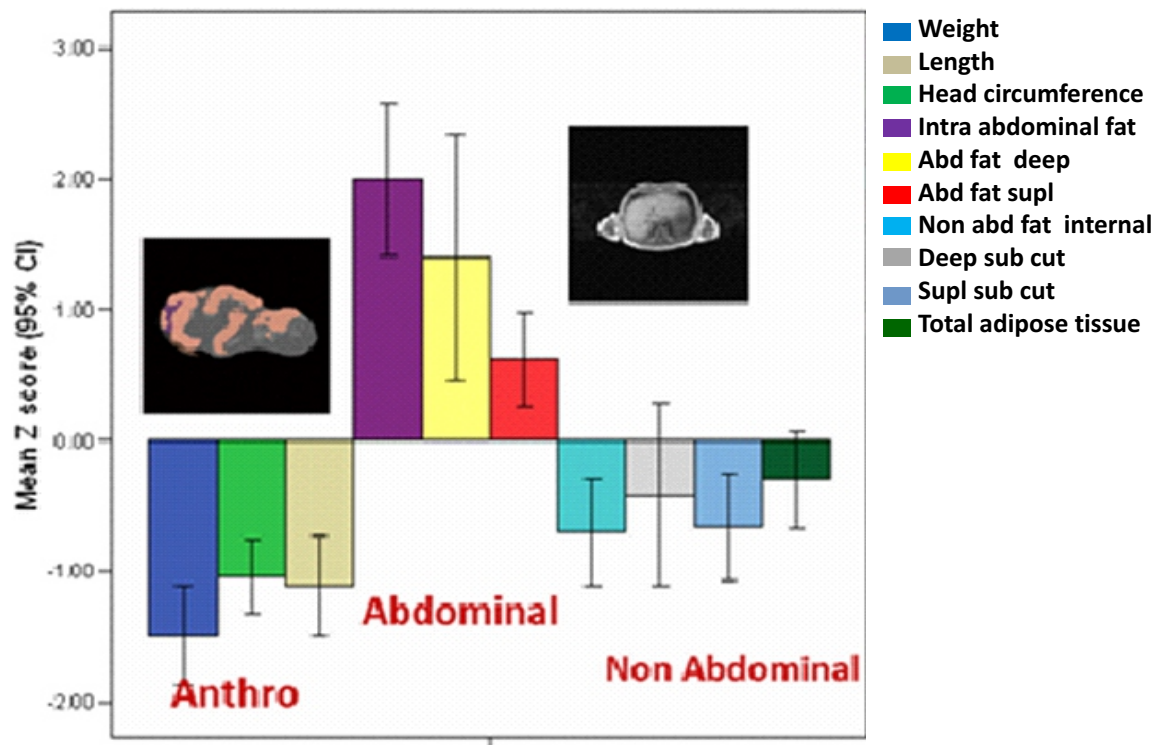 Mean Z score (95% CI)
3.00
2.00
1.00
0.00
-1.00
-2.00
Anthro
Abdominal
Non Abdominal
Weight
Length
Head circumference
Intra abdominal fat
Abd fat  deep
Abd fat supl
Non abd fat  internal
Deep sub cut
Supl sub cut
Total adipose tissue